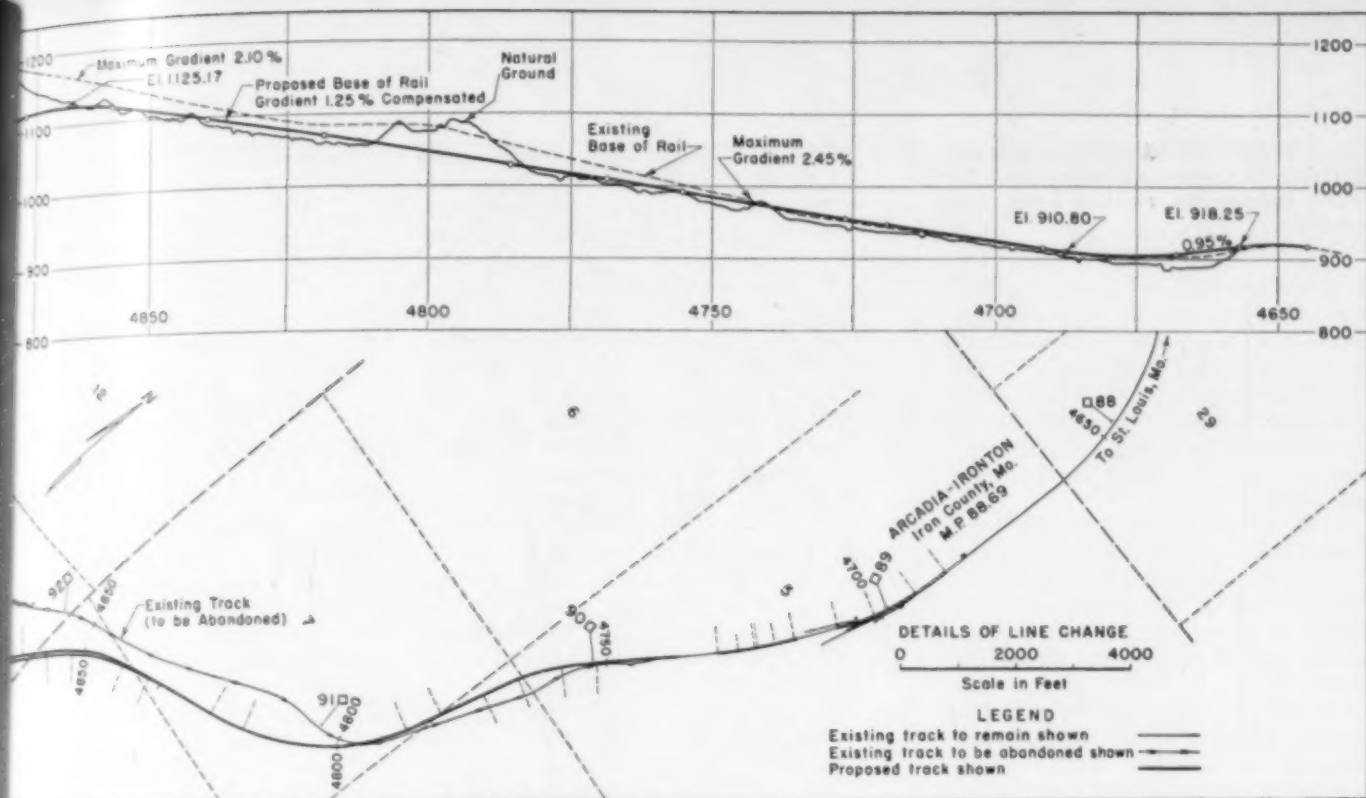 1200
Maximum Gradient 2.10%
El. 1125.17
Proposed Base of Rail
Gradient 1.25% Compensated
Natural
Ground
1200
1100
Existing
Base of Rail
Maximum
Gradient 2.45%
1100
1000
1000
El. 910.80
El. 918.25
0.95%
900
900
4850
4800
4750
4700
4650
800
800
N
6
88
4650
To St. Louis, Mo.
29
ARCADIA-IRONTON
Iron County, Mo.
M.P. 88.69
4700
89
5
92
4850
Existing Track
(to be Abandoned)
7
90
4750
4850
91
4800
4800
DETAILS OF LINE CHANGE
0 2000 4000
Scale in Feet
LEGEND
Existing track to remain shown
Existing track to be abandoned shown
Proposed track shown